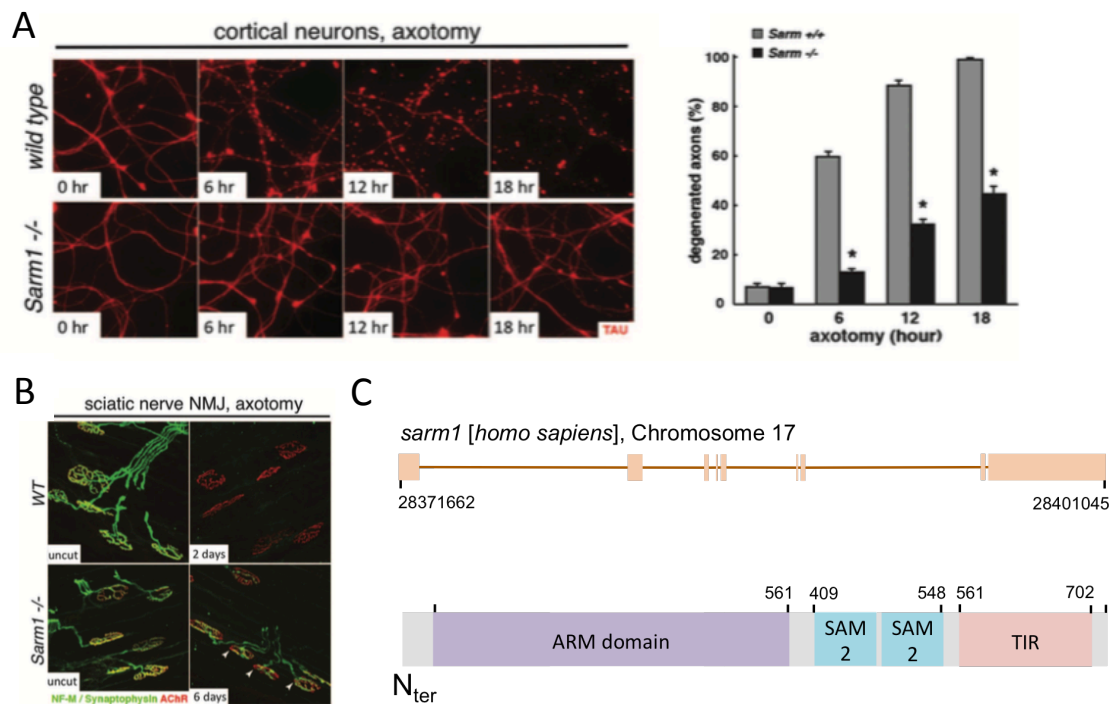 A
cortical neurons, axotomy
wild type
0 hr
6 hr
12 hr
18 hr
Sarm1 -/-
0 hr
6 hr
12 hr
18 hr
TAU
Sarm +/+
Sarm -/-
degenerated axons (%)
100
80
60
40
20
0
0
6
12
18
axotomy (hour)
*
*
*
B
sciatic nerve NMJ, axotomy
WT
uncut
2 days
Sarm1 -/-
uncut
6 days
NF-M / Synaptophysin AChR
C
sarm1 [homo sapiens], Chromosome 17
28371662
28401045
561
409
548
561
702
ARM domain
SAM
2
SAM
2
TIR
Nter